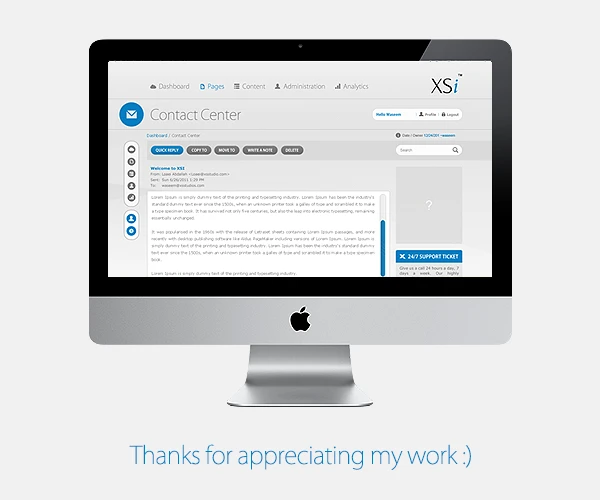 Dashboard Pages Content Administration Analytics
XSi™
Contact Center
Hello Waseem Profile Logout
Dashboard / Contact Center
Date / Owner 12/04/201 -waseem
QUICK REPLY COPY TO MOVE TO WRITE A NOTE DELETE
Search
Welcome to XSI
From: Loaee Abdallah
Sent: Sun 6/26/2011 1:29 PM
To:
Lorem Ipsum is simply dummy text of the printing and typesetting industry. Lorem Ipsum has been the industry's
standard dummy text ever since the 1500s, when an unknown printer took a galley of type and scrambled it to make
a type specimen book. It has survived not only five centuries, but also the leap into electronic typesetting, remaining
essentially unchanged.
It was popularised in the 1960s with the release of Letraset sheets containing Lorem Ipsum passages, and more
recently with desktop publishing software like Aldus PageMaker including versions of Lorem Ipsum. Lorem Ipsum is
simply dummy text of the printing and typesetting industry. Lorem Ipsum has been the industry's standard dummy
text ever since the 1500s, when an unknown printer took a galley of type and scrambled it to make a type specimen
book.
Lorem Ipsum is simply dummy text of the printing and typesetting industry.
?
24/7 SUPPORT TICKET
Give us a call 24 hours a day, 7
days a week. Our highly
Thanks for appreciating my work :)